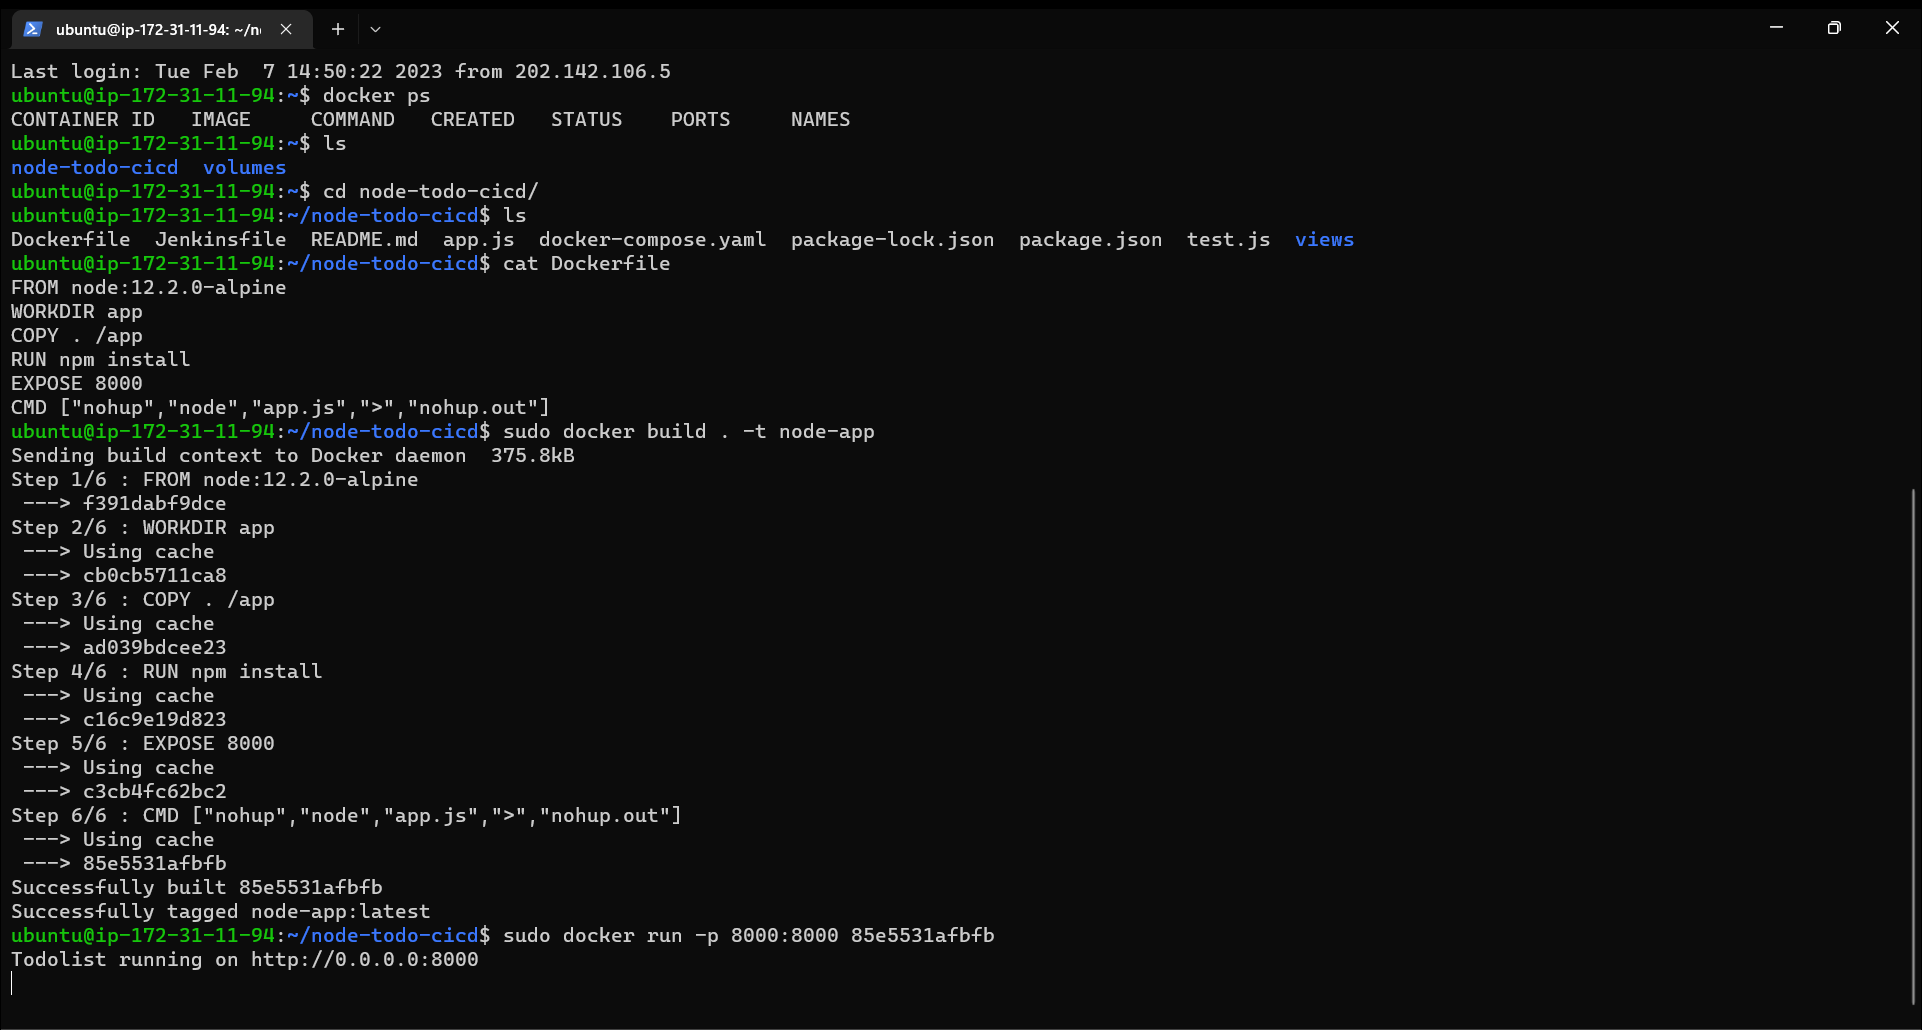 ubuntu@ip-172-31-11-94: ~/n
Last login: Tue Feb  7 14:50:22 2023 from 202.142.106.5
ubuntu@ip-172-31-11-94:~$ docker ps
CONTAINER ID   IMAGE     COMMAND   CREATED   STATUS    PORTS     NAMES
ubuntu@ip-172-31-11-94:~$ ls
node-todo-cicd  volumes
ubuntu@ip-172-31-11-94:~$ cd node-todo-cicd/
ubuntu@ip-172-31-11-94:~/node-todo-cicd$ ls
Dockerfile  Jenkinsfile  README.md  app.js  docker-compose.yaml  package-lock.json  package.json  test.js  views
ubuntu@ip-172-31-11-94:~/node-todo-cicd$ cat Dockerfile
FROM node:12.2.0-alpine
WORKDIR app
COPY . /app
RUN npm install
EXPOSE 8000
CMD ["nohup","node","app.js",">","nohup.out"]
ubuntu@ip-172-31-11-94:~/node-todo-cicd$ sudo docker build . -t node-app
Sending build context to Docker daemon  375.8kB
Step 1/6 : FROM node:12.2.0-alpine
 ---> f391dabf9dce
Step 2/6 : WORKDIR app
 ---> Using cache
 ---> cb0cb5711ca8
Step 3/6 : COPY . /app
 ---> Using cache
 ---> ad039bdcee23
Step 4/6 : RUN npm install
 ---> Using cache
 ---> c16c9e19d823
Step 5/6 : EXPOSE 8000
 ---> Using cache
 ---> c3cb4fc62bc2
Step 6/6 : CMD ["nohup","node","app.js",">","nohup.out"]
 ---> Using cache
 ---> 85e5531afbfb
Successfully built 85e5531afbfb
Successfully tagged node-app:latest
ubuntu@ip-172-31-11-94:~/node-todo-cicd$ sudo docker run -p 8000:8000 85e5531afbfb
Todolist running on http://0.0.0.0:8000